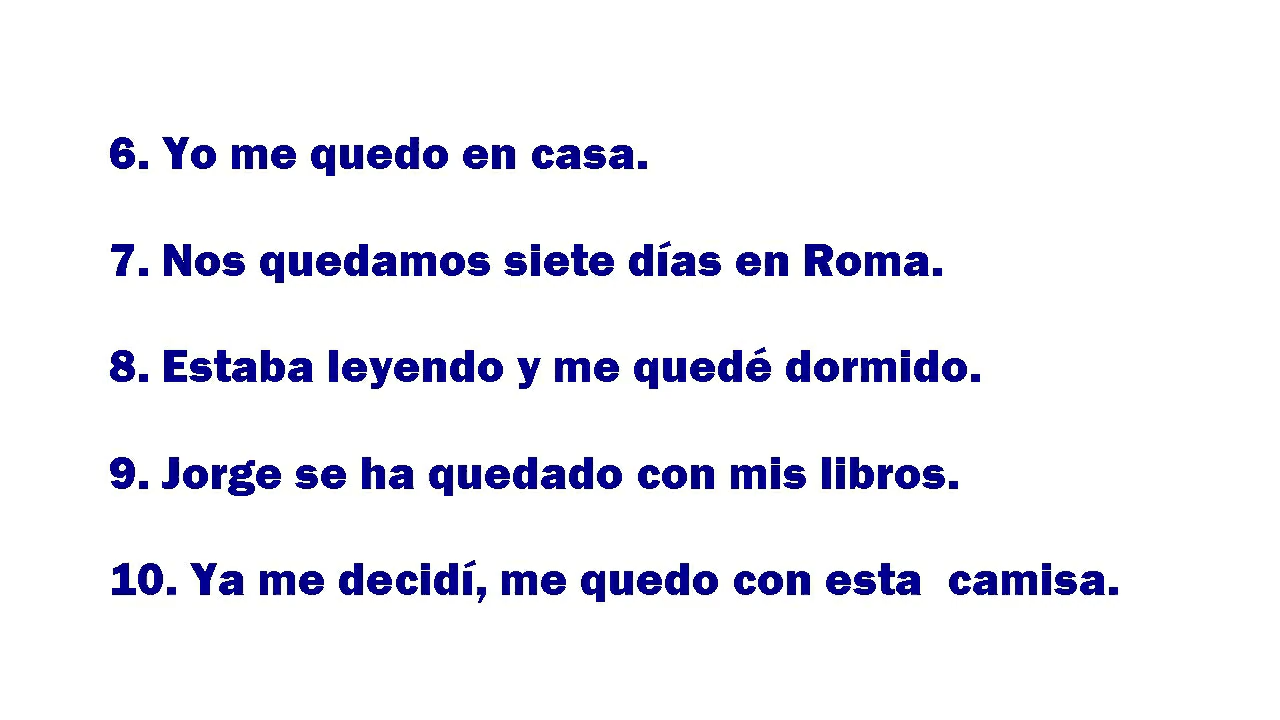 6. Yo me quedo en casa.
7. Nos quedamos siete días en Roma.
8. Estaba leyendo y me quedé dormido.
9. Jorge se ha quedado con mis libros.
10. Ya me decidí, me quedo con esta  camisa.